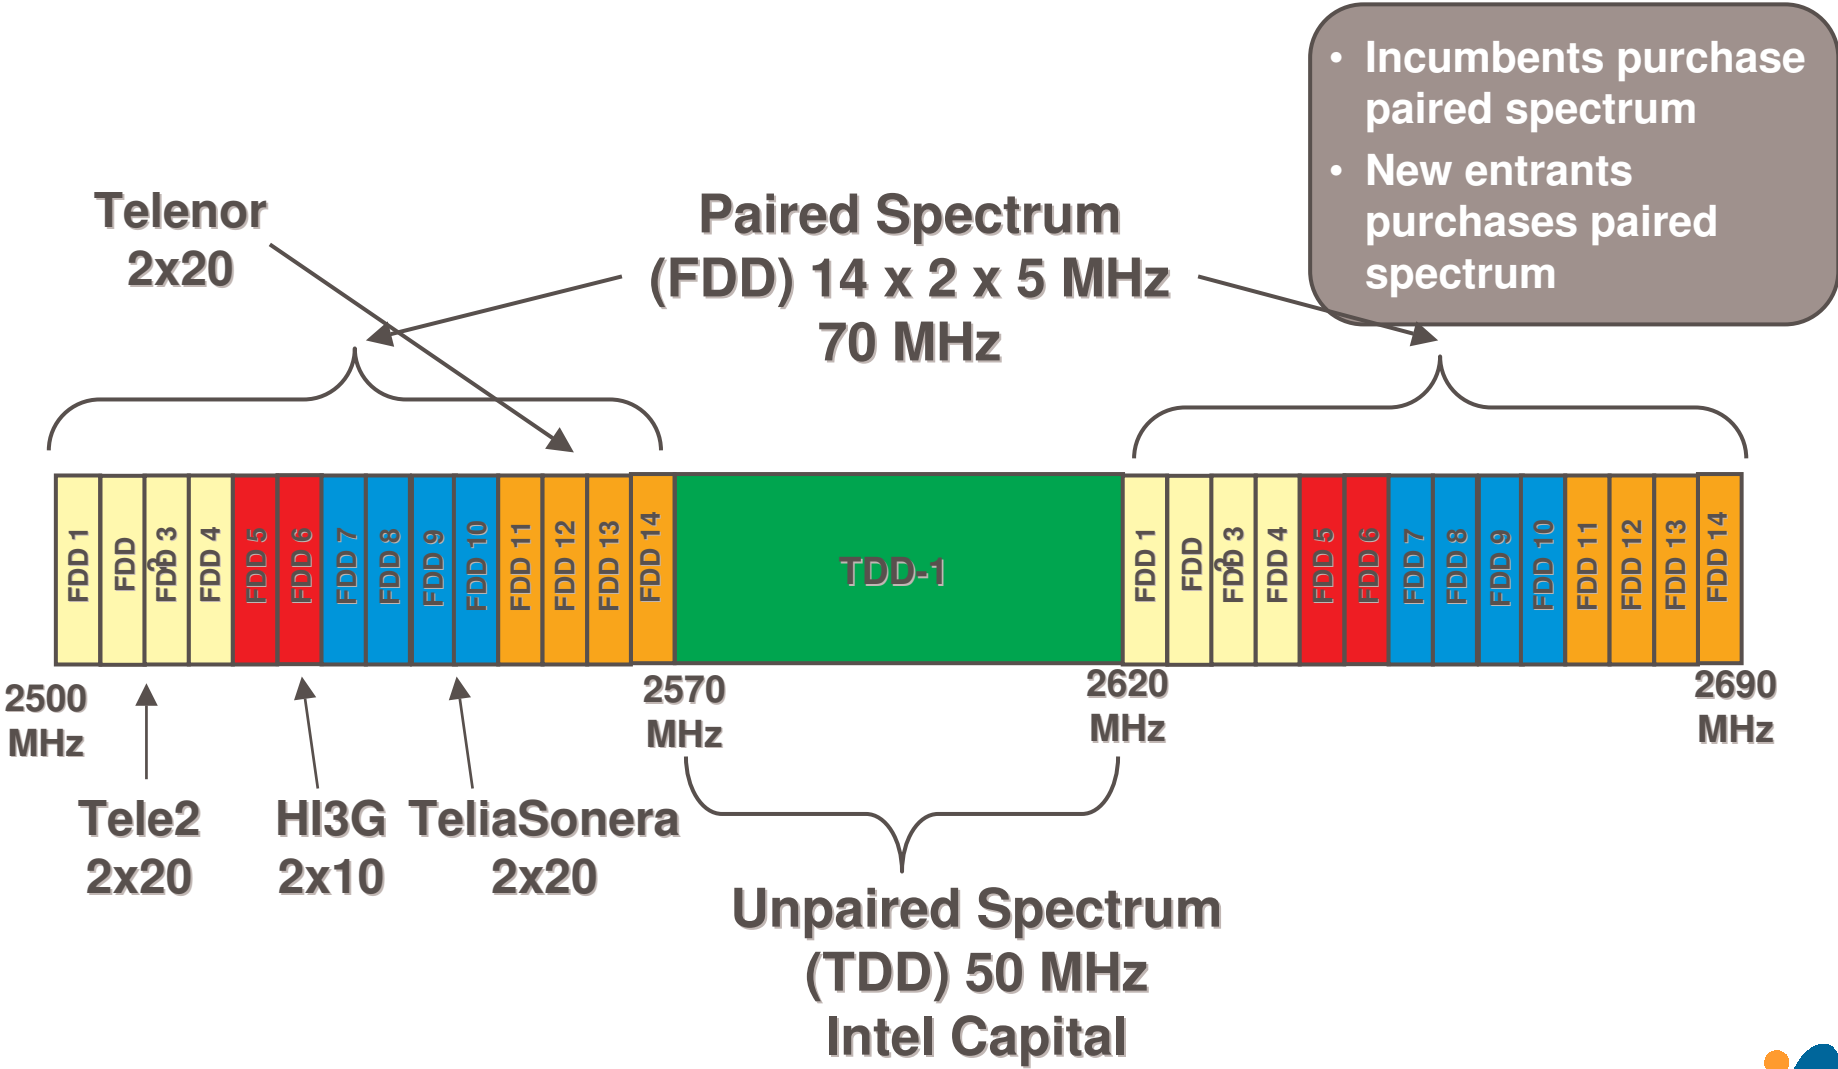 • Incumbents purchase
paired spectrum
• New entrants
purchases paired
spectrum
Telenor
2x20
Paired Spectrum
(FDD) 14 x 2 x 5 MHz
70 MHz
FDD 1
FDD 2
FDD 3
FDD 4
FDD 5
FDD 6
FDD 7
FDD 8
FDD 9
FDD 10
FDD 11
FDD 12
FDD 13
FDD 14
TDD-1
FDD 1
FDD 2
FDD 3
FDD 4
FDD 5
FDD 6
FDD 7
FDD 8
FDD 9
FDD 10
FDD 11
FDD 12
FDD 13
FDD 14
2500
MHz
2570
MHz
2620
MHz
2690
MHz
Tele2
2x20
HI3G
2x10
TeliaSonera
2x20
Unpaired Spectrum
(TDD) 50 MHz
Intel Capital